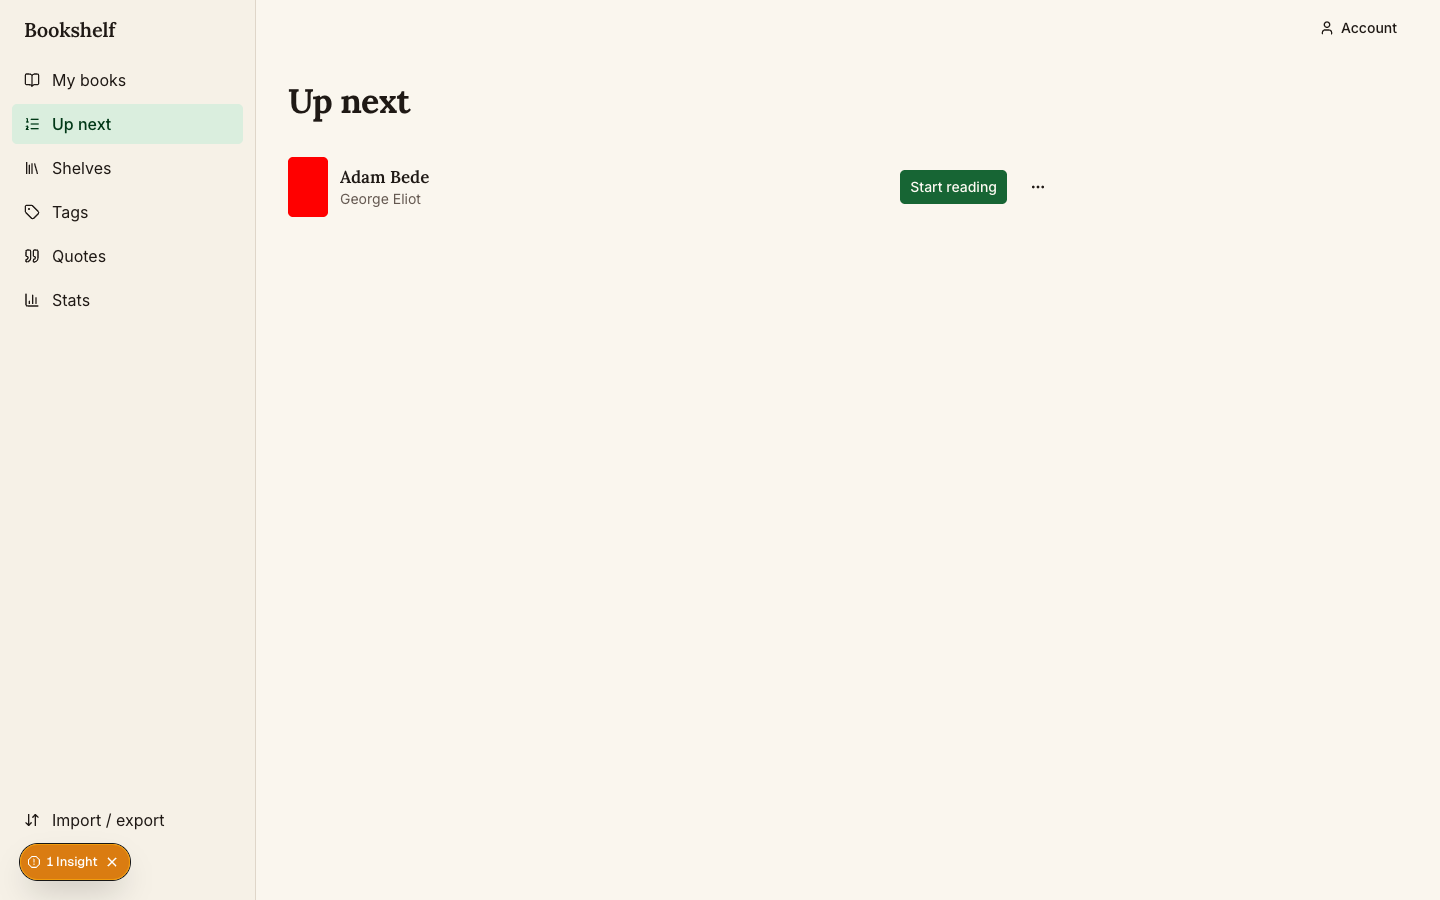 Bookshelf
My books
Up next
Shelves
Tags
Quotes
Stats
Import / export
1 Insight
Account
Up next
Adam Bede
George Eliot
Start reading